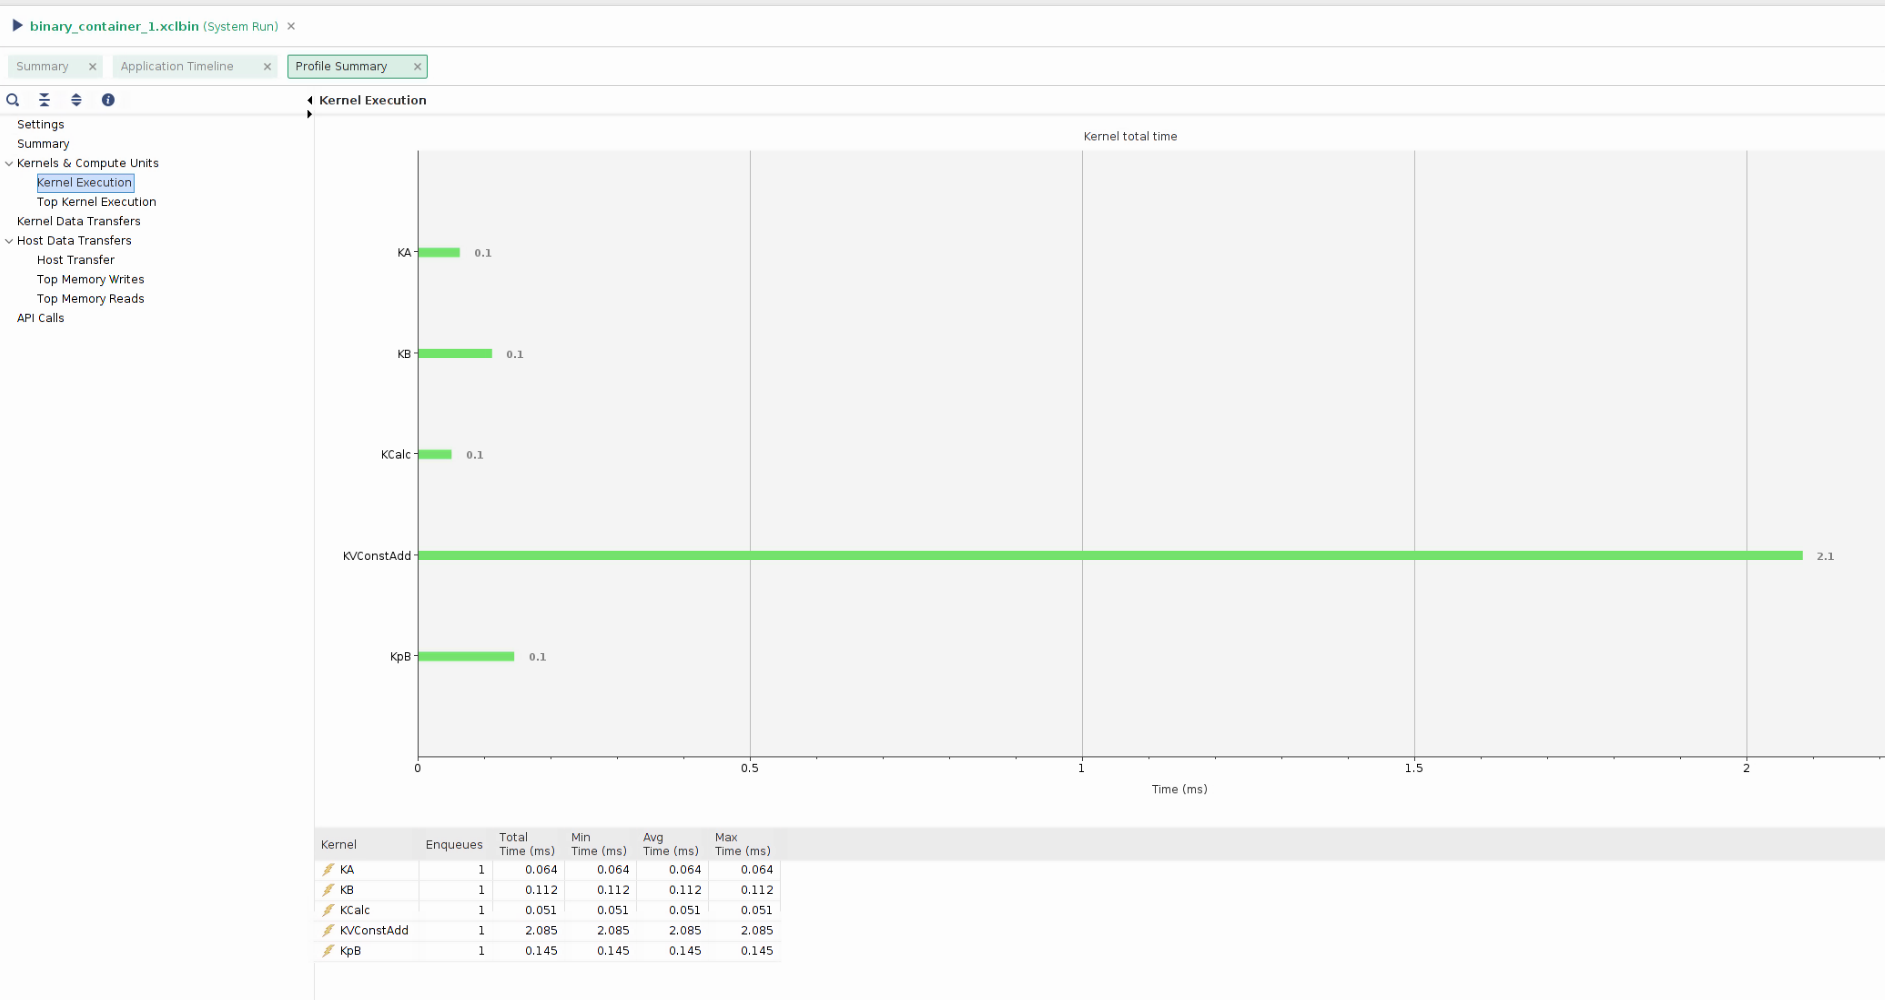 binary_container_1.xclbin (System Run) ×
Summary × Application Timeline × Profile Summary ×
Kernel Execution
Settings
Summary
Kernels & Compute Units
Kernel Execution
Top Kernel Execution
Kernel Data Transfers
Host Data Transfers
Host Transfer
Top Memory Writes
Top Memory Reads
API Calls
Kernel total time
KA 0.1
KB 0.1
KCalc 0.1
KVConstAdd 2.1
KpB 0.1
0 0.5 1 1.5 2
Time (ms)
Kernel Enqueues Total Time (ms) Min Time (ms) Avg Time (ms) Max Time (ms)
KA 1 0.064 0.064 0.064 0.064
KB 1 0.112 0.112 0.112 0.112
KCalc 1 0.051 0.051 0.051 0.051
KVConstAdd 1 2.085 2.085 2.085 2.085
KpB 1 0.145 0.145 0.145 0.145